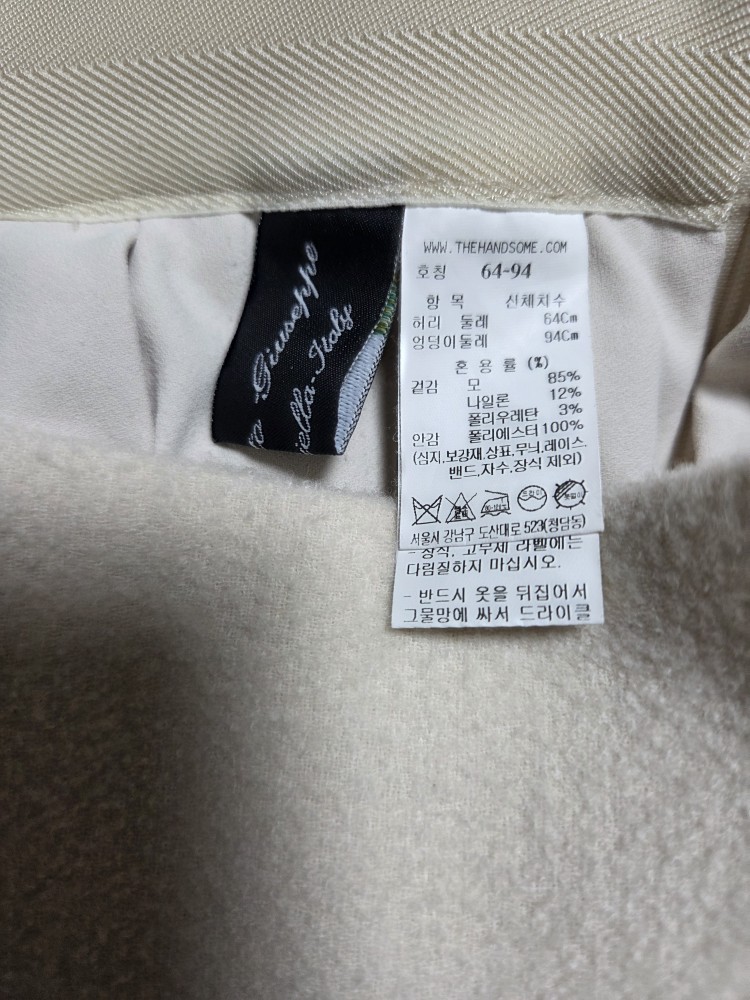 Giuseppe
ella-Italy
WWW.THEHANDSOME.COM
호칭 64-94
항 목 신체치수
허리 둘레 64Cm
엉덩이둘레 94Cm
혼 용 률 (%)
겉감 모 85%
나일론 12%
폴리우레탄 3%
안감 폴리에스터100%
(심지.보강재.상표.무늬.레이스.
밴드.자수.장식 제외)
드라이
서울시 강남구 도산대로 523(청담동)
- 장식, 고무제 라벨에는
다림질하지 마십시오.
- 반드시 옷을 뒤집어서
그물망에 싸서 드라이클